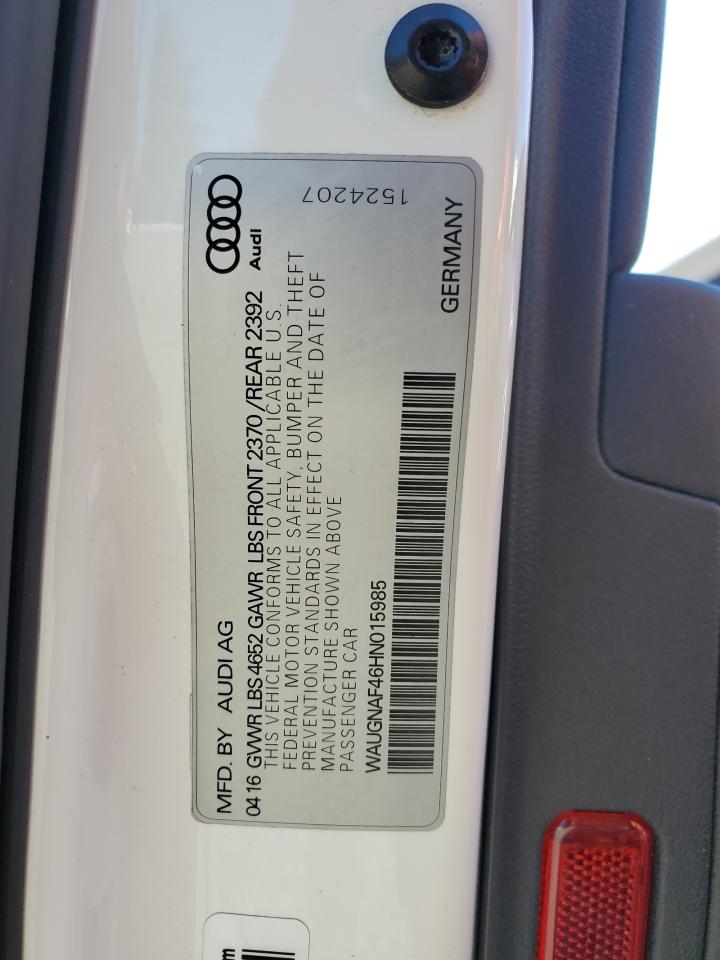 MFD. BY AUDI AG
0416 GVWR LBS 4652 GAWR LBS FRONT 2370 /REAR 2392
Audi
THIS VEHICLE CONFORMS TO ALL APPLICABLE U.S.
FEDERAL MOTOR VEHICLE SAFETY, BUMPER AND THEFT
PREVENTION STANDARDS IN EFFECT ON THE DATE OF
MANUFACTURE SHOWN ABOVE
PASSENGER CAR
1524207
WAUGNAF46HN015985
GERMANY